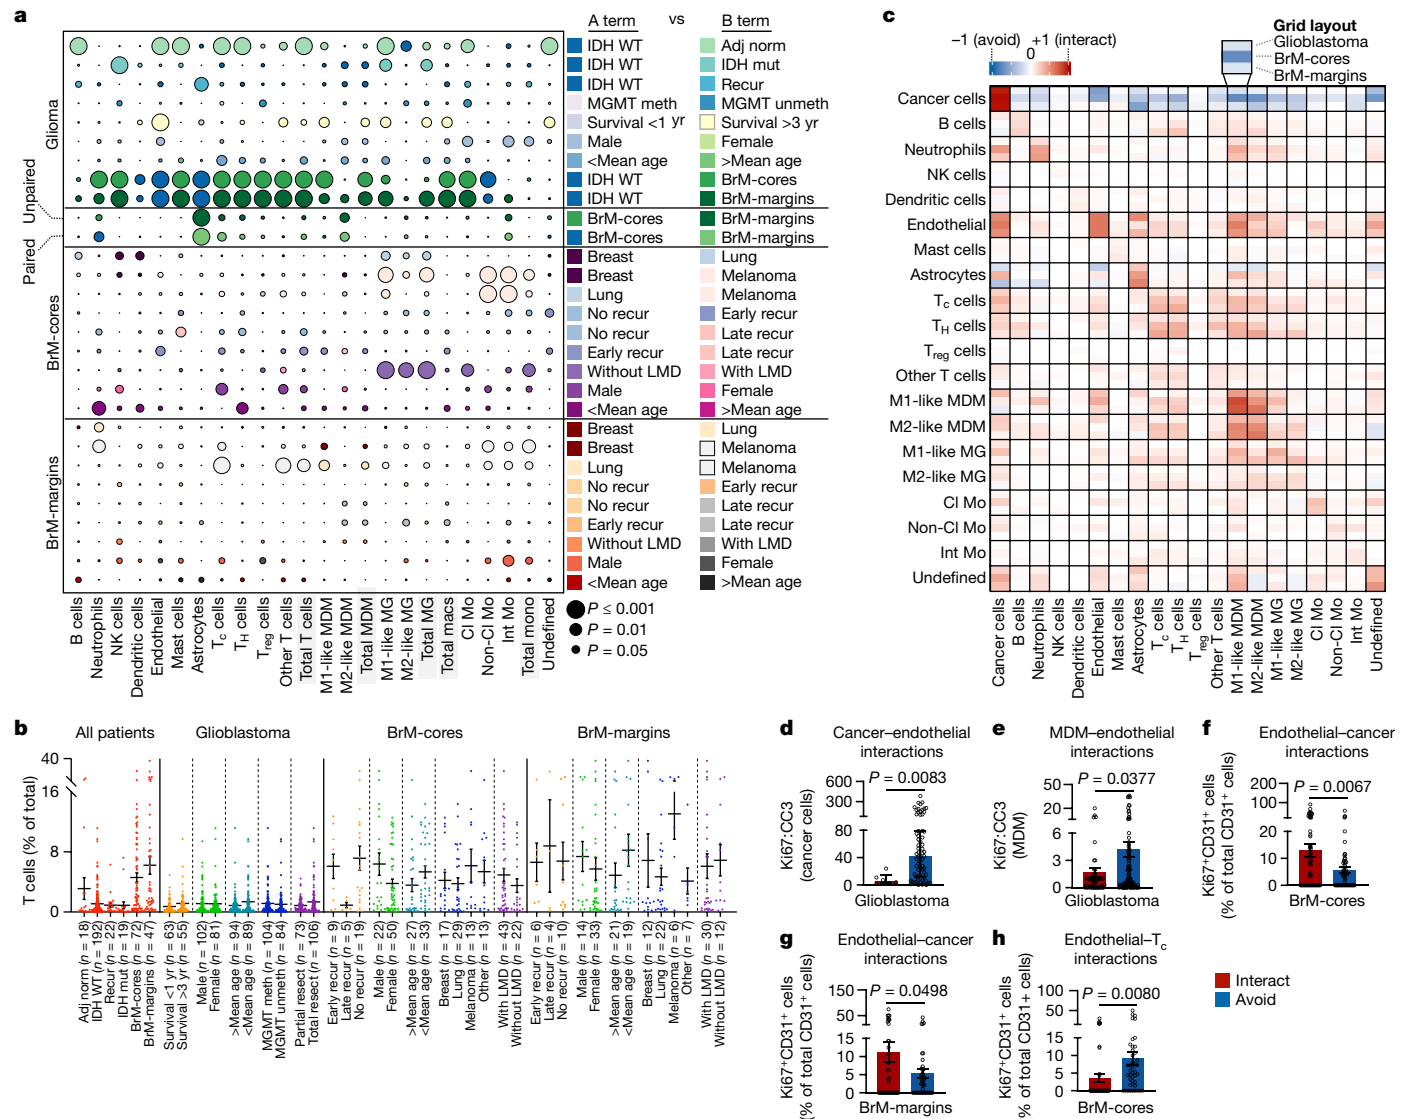 a
A term vs B term
Glioma
Unpaired
Paired
BrM-cores
BrM-margins
IDH WT Adj norm
IDH WT IDH mut
IDH WT Recur
MGMT meth MGMT unmeth
Survival <1 yr Survival >3 yr
Male Female
<Mean age >Mean age
IDH WT BrM-cores
IDH WT BrM-margins
BrM-cores BrM-margins
BrM-cores BrM-margins
Breast Lung
Breast Melanoma
Lung Melanoma
No recur Early recur
No recur Late recur
Early recur Late recur
Without LMD With LMD
Male Female
<Mean age >Mean age
Breast Lung
Breast Melanoma
Lung Melanoma
No recur Early recur
No recur Late recur
Early recur Late recur
Without LMD With LMD
Male Female
<Mean age >Mean age
P ≤ 0.001
P = 0.01
P = 0.05
B cells
Neutrophils
NK cells
Dendritic cells
Endothelial
Mast cells
Astrocytes
Tc cells
TH cells
Treg cells
Other T cells
Total T cells
M1-like MDM
M2-like MDM
Total MDM
M1-like MG
M2-like MG
Total MG
Total macs
Cl Mo
Non-Cl Mo
Int Mo
Total mono
Undefined
c
−1 (avoid) +1 (interact)
0
Grid layout
Glioblastoma
BrM-cores
BrM-margins
Cancer cells
B cells
Neutrophils
NK cells
Dendritic cells
Endothelial
Mast cells
Astrocytes
Tc cells
TH cells
Treg cells
Other T cells
M1-like MDM
M2-like MDM
M1-like MG
M2-like MG
Cl Mo
Non-Cl Mo
Int Mo
Undefined
Cancer cells
B cells
Neutrophils
NK cells
Dendritic cells
Endothelial
Mast cells
Astrocytes
Tc cells
TH cells
Treg cells
Other T cells
M1-like MDM
M2-like MDM
M1-like MG
M2-like MG
Cl Mo
Non-Cl Mo
Int Mo
Undefined
b
All patients Glioblastoma BrM-cores BrM-margins
T cells (% of total)
40
16
8
0
Adj norm (n = 18)
IDH WT (n = 192)
Recur (n = 22)
IDH mut (n = 19)
BrM-cores (n = 72)
BrM-margins (n = 47)
Survival <1 yr (n = 63)
Survival >3 yr (n = 55)
Male (n = 102)
Female (n = 81)
>Mean age (n = 94)
<Mean age (n = 89)
MGMT meth (n = 104)
MGMT unmeth (n = 84)
Partial resect (n = 73)
Total resect (n = 106)
Early recur (n = 9)
Late recur (n = 5)
No recur (n = 19)
Male (n = 22)
Female (n = 50)
>Mean age (n = 27)
<Mean age (n = 33)
Breast (n = 17)
Lung (n = 29)
Melanoma (n = 13)
Other (n = 13)
With LMD (n = 43)
Without LMD (n = 22)
Early recur (n = 6)
Late recur (n = 4)
No recur (n = 10)
Male (n = 14)
Female (n = 33)
>Mean age (n = 21)
<Mean age (n = 19)
Breast (n = 12)
Lung (n = 22)
Melanoma (n = 6)
Other (n = 7)
With LMD (n = 30)
Without LMD (n = 12)
d
Cancer–endothelial
interactions
P = 0.0083
Ki67:CC3
(cancer cells)
600
300
80
40
0
Glioblastoma
e
MDM–endothelial
interactions
P = 0.0377
Ki67:CC3
(MDM)
50
20
6
3
0
Glioblastoma
f
Endothelial–cancer
interactions
P = 0.0067
Ki67+CD31+ cells
(% of total CD31+ cells)
200
100
20
10
0
BrM-cores
g
Endothelial–cancer
interactions
P = 0.0498
Ki67+CD31+ cells
(% of total CD31+ cells)
150
50
15
10
5
0
BrM-margins
h
Endothelial–Tc
interactions
P = 0.0080
Ki67+CD31+ cells
% of total CD31+ cells)
100
50
15
10
5
0
BrM-cores
Interact
Avoid